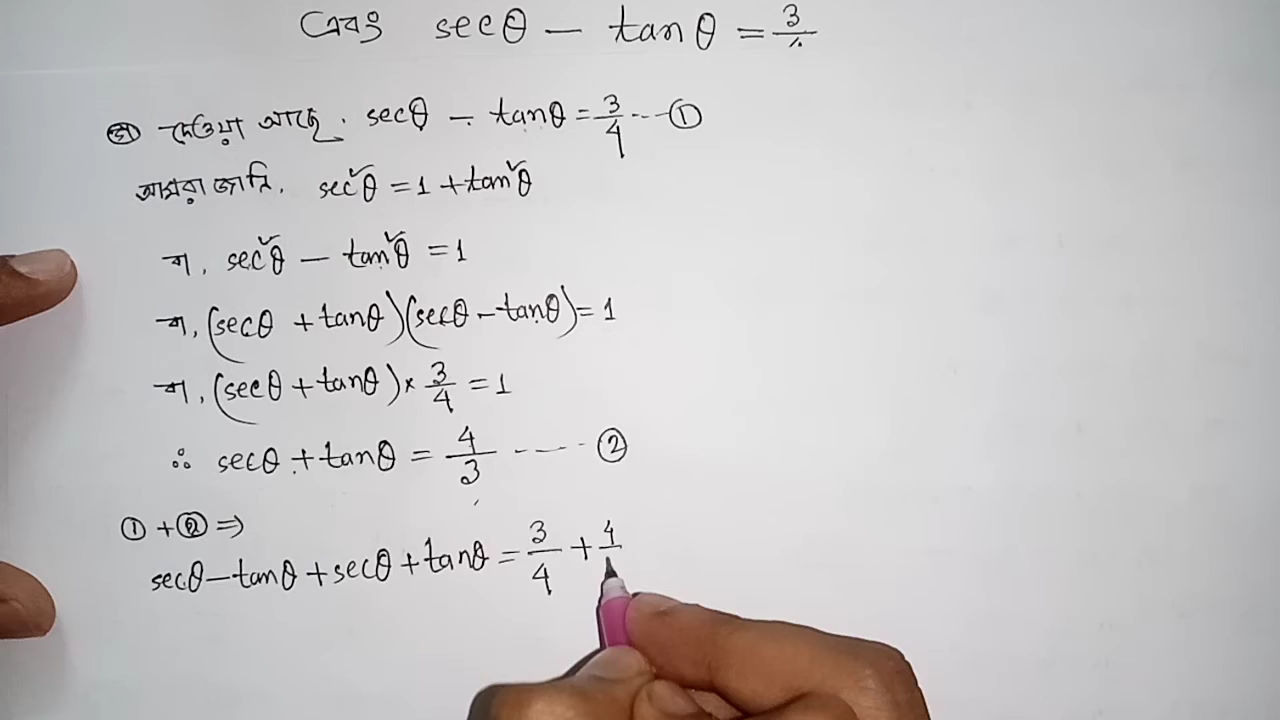 এবং secθ − tanθ = 3/
দেওয়া আছে, secθ − tanθ = 3/4 --- ①
আমরা জানি, sec²θ = 1 + tan²θ
বা, sec²θ − tan²θ = 1
বা, (secθ + tanθ)(secθ − tanθ) = 1
বা, (secθ + tanθ) × 3/4 = 1
∴ secθ + tanθ = 4/3 ------ ②
① + ② ⇒
secθ − tanθ + secθ + tanθ = 3/4 + 4/